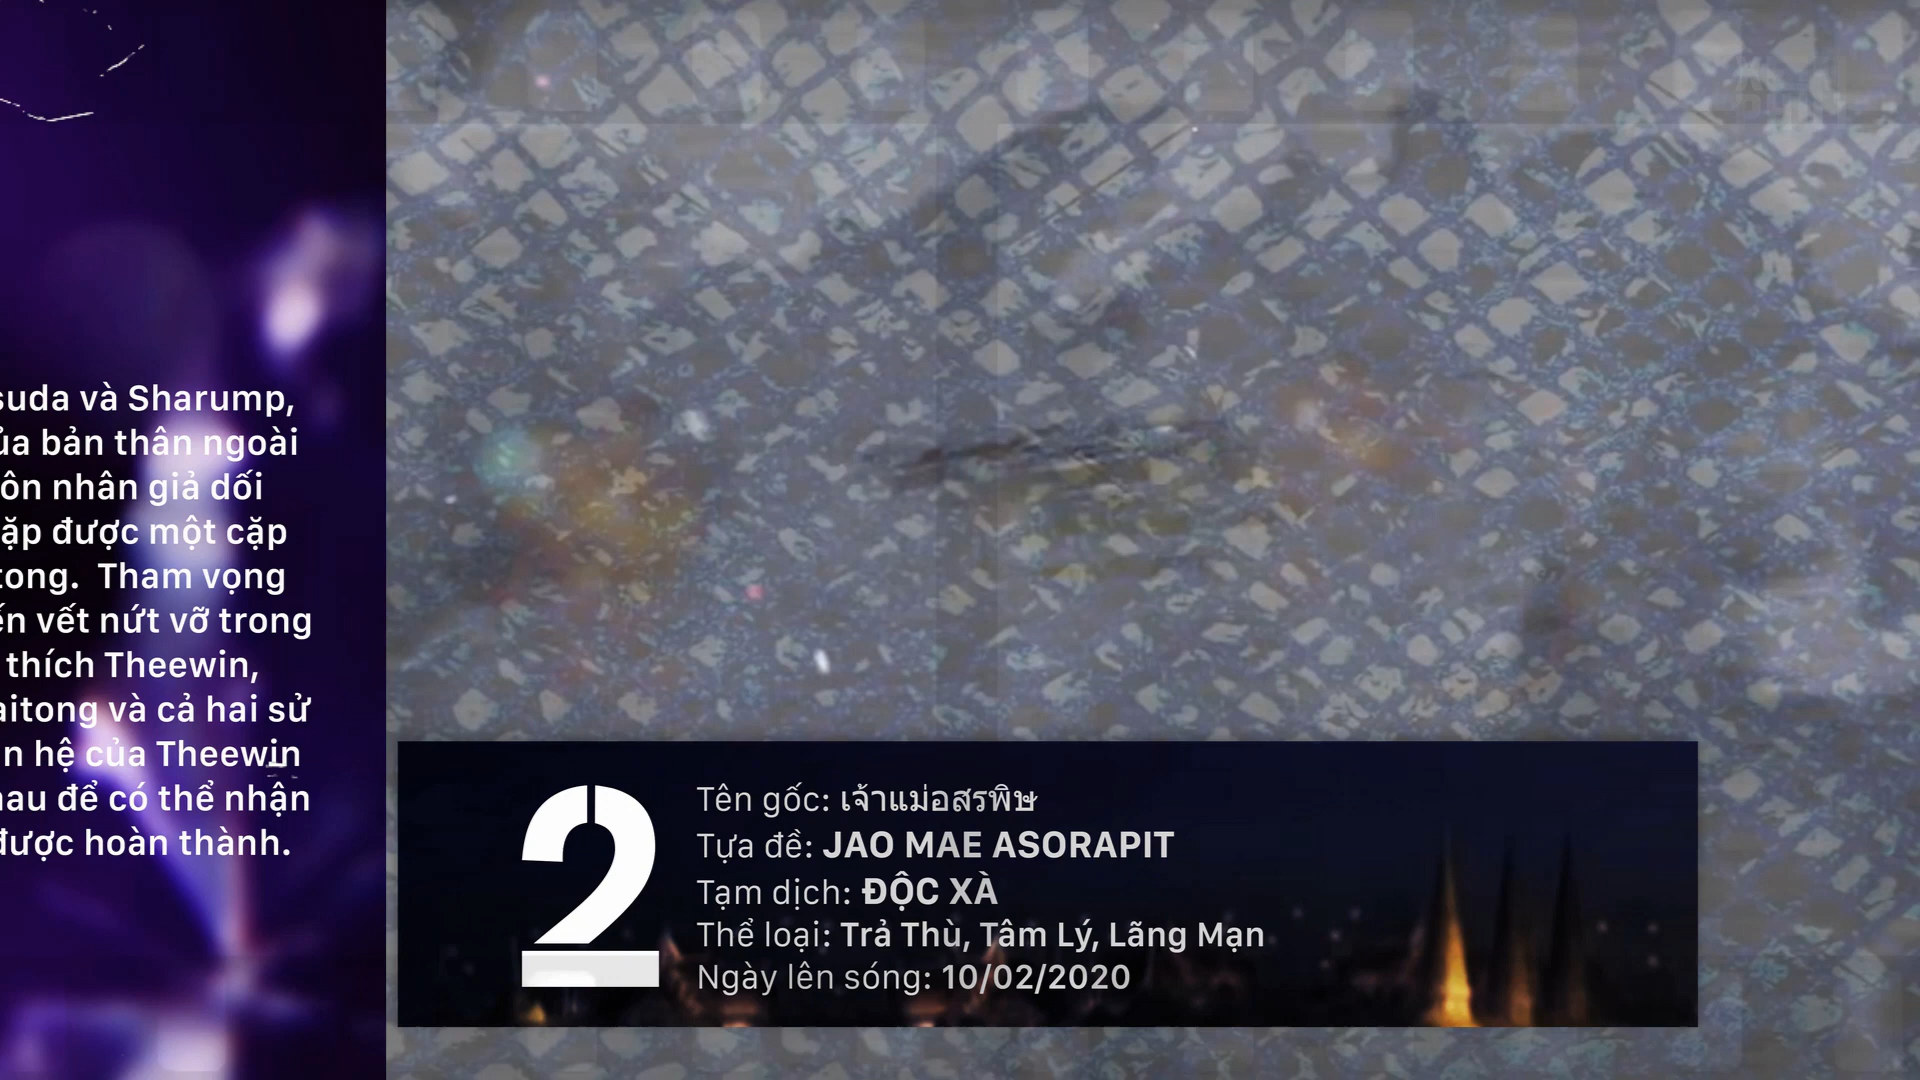 suda và Sharump,
ủa bản thân ngoài
ôn nhân giả dối
ặp được một cặp
tong. Tham vọng
ến vết nứt vỡ trong
thích Theewin,
aitong và cả hai sử
n hệ của Theewin
hau để có thể nhận
được hoàn thành.
2
Tên gốc: เจ้าแม่อสรพิษ
Tựa đề: JAO MAE ASORAPIT
Tạm dịch: ĐỘC XÀ
Thể loại: Trả Thù, Tâm Lý, Lãng Mạn
Ngày lên sóng: 10/02/2020